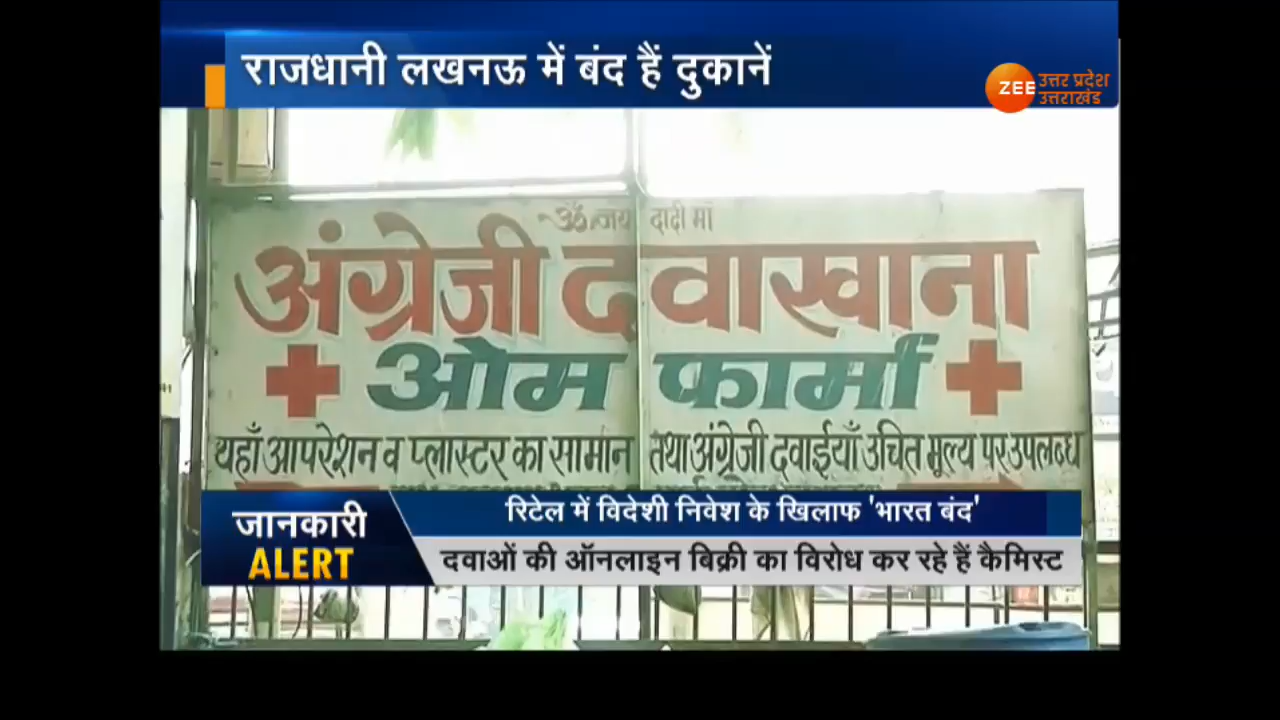 राजधानी लखनऊ में बंद हैं दुकानें
ZEE उत्तर प्रदेश
उत्तराखंड
ॐ जय दादी माँ
अंग्रेजी दवाखाना
ओम फार्मा
यहाँ आपरेशन व प्लास्टर का सामान तथा अंग्रेजी दवाईयाँ उचित मूल्य पर उपलब्ध
जानकारी
ALERT
रिटेल में विदेशी निवेश के खिलाफ 'भारत बंद'
दवाओं की ऑनलाइन बिक्री का विरोध कर रहे हैं कैमिस्ट